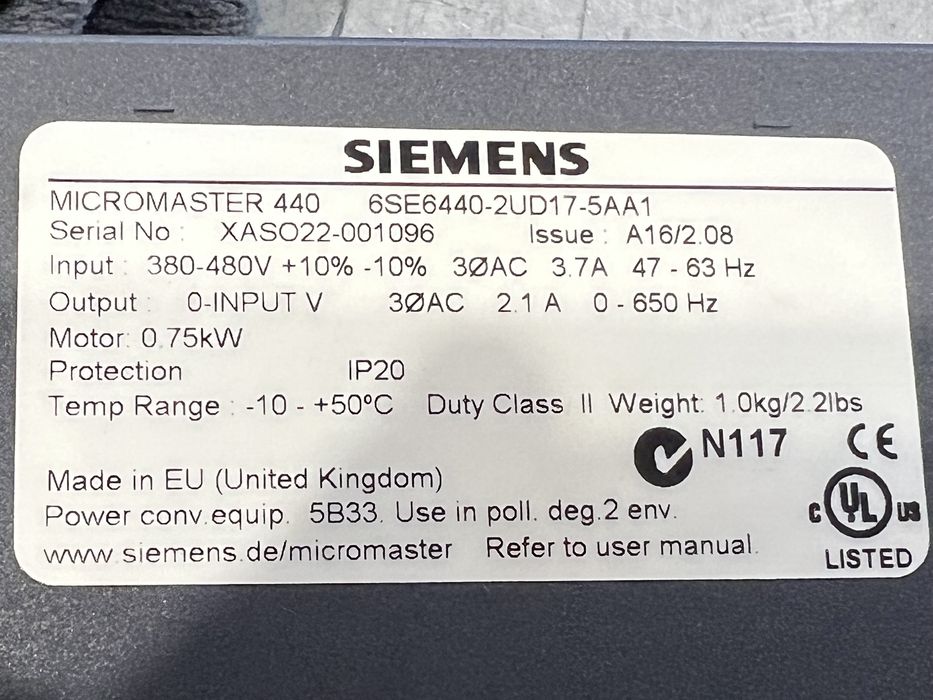 SIEMENS
MICROMASTER 440 6SE6440-2UD17-5AA1
Serial No : XASO22-001096 Issue : A16/2.08
Input : 380-480V +10% -10% 3ØAC 3.7A 47 - 63 Hz
Output : 0-INPUT V 3ØAC 2.1 A 0 - 650 Hz
Motor: 0.75kW
Protection IP20
Temp Range : -10 - +50ºC Duty Class II Weight: 1.0kg/2.2lbs
N117 CE
Made in EU (United Kingdom)
Power conv.equip. 5B33. Use in poll. deg.2 env.
C UL US
www.siemens.de/micromaster Refer to user manual.
LISTED